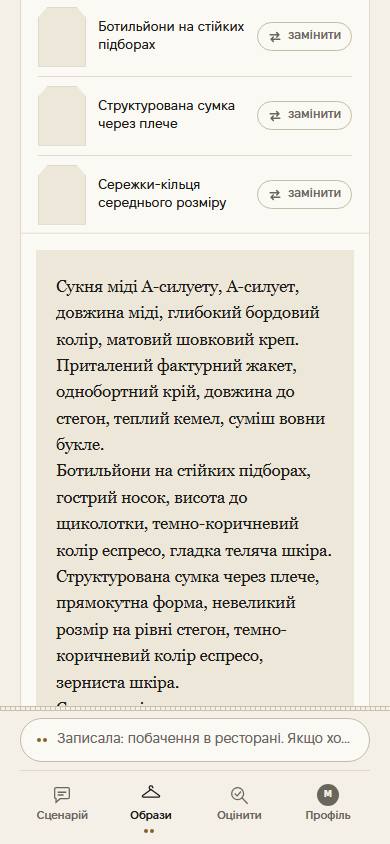 Ботильйони на стійких
підборах
замінити
Структурована сумка
через плече
замінити
Сережки-кільця
середнього розміру
замінити
Сукня міді А-силуету, А-силует,
довжина міді, глибокий бордовий
колір, матовий шовковий креп.
Приталений фактурний жакет,
однобортний крій, довжина до
стегон, теплий кемел, суміш вовни
букле.
Ботильйони на стійких підборах,
гострий носок, висота до
щиколотки, темно-коричневий
колір еспресо, гладка теляча шкіра.
Структурована сумка через плече,
прямокутна форма, невеликий
розмір на рівні стегон, темно-
коричневий колір еспресо,
зерниста шкіра.
Записала: побачення в ресторані. Якщо хо...
Сценарій
Образи
Оцінити
М
Профіль